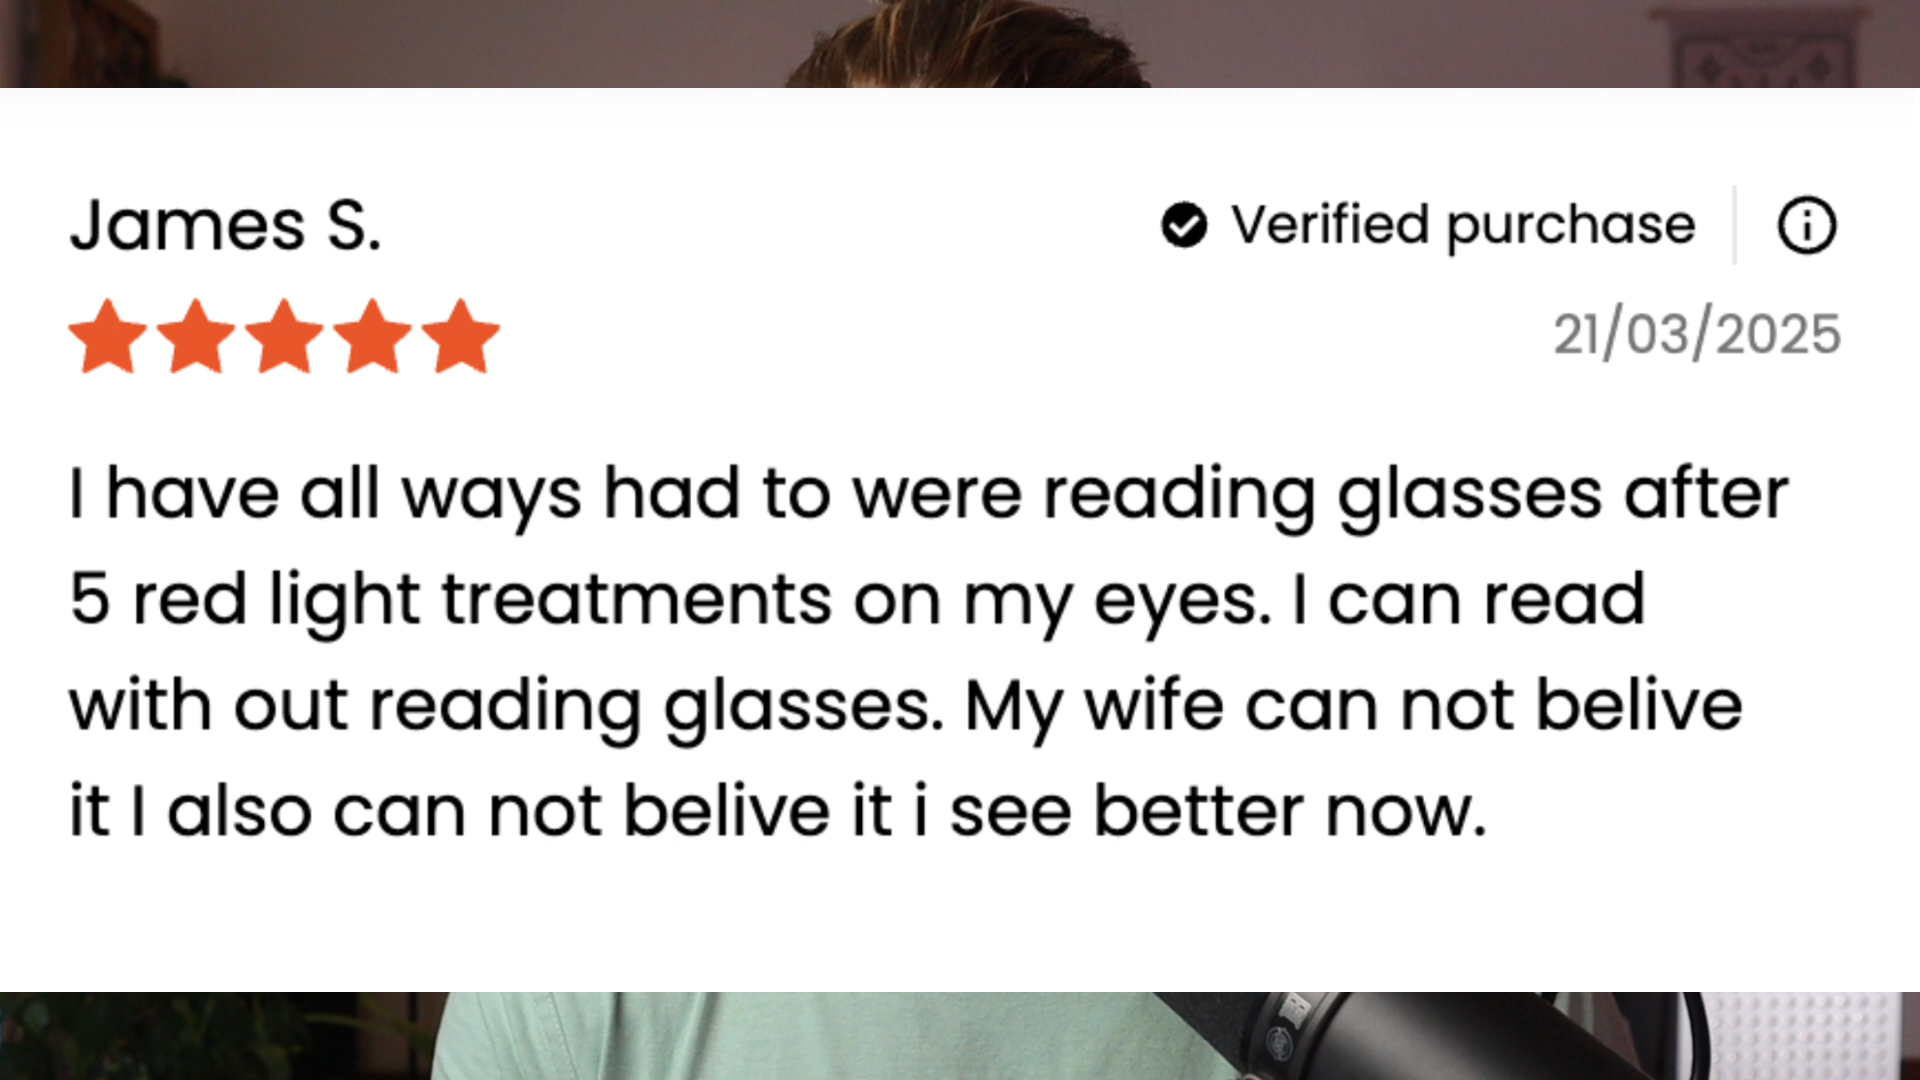 James S.
Verified purchase
21/03/2025
I have all ways had to were reading glasses after
5 red light treatments on my eyes. I can read
with out reading glasses. My wife can not belive
it I also can not belive it i see better now.